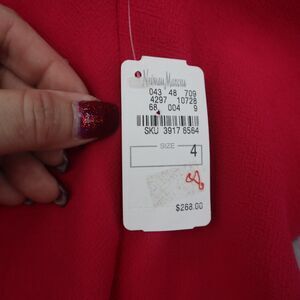 Neiman Marcus
043 48 709
4297 10728
68 004 9
SKU 3917 8564
SIZE
4
$268.00